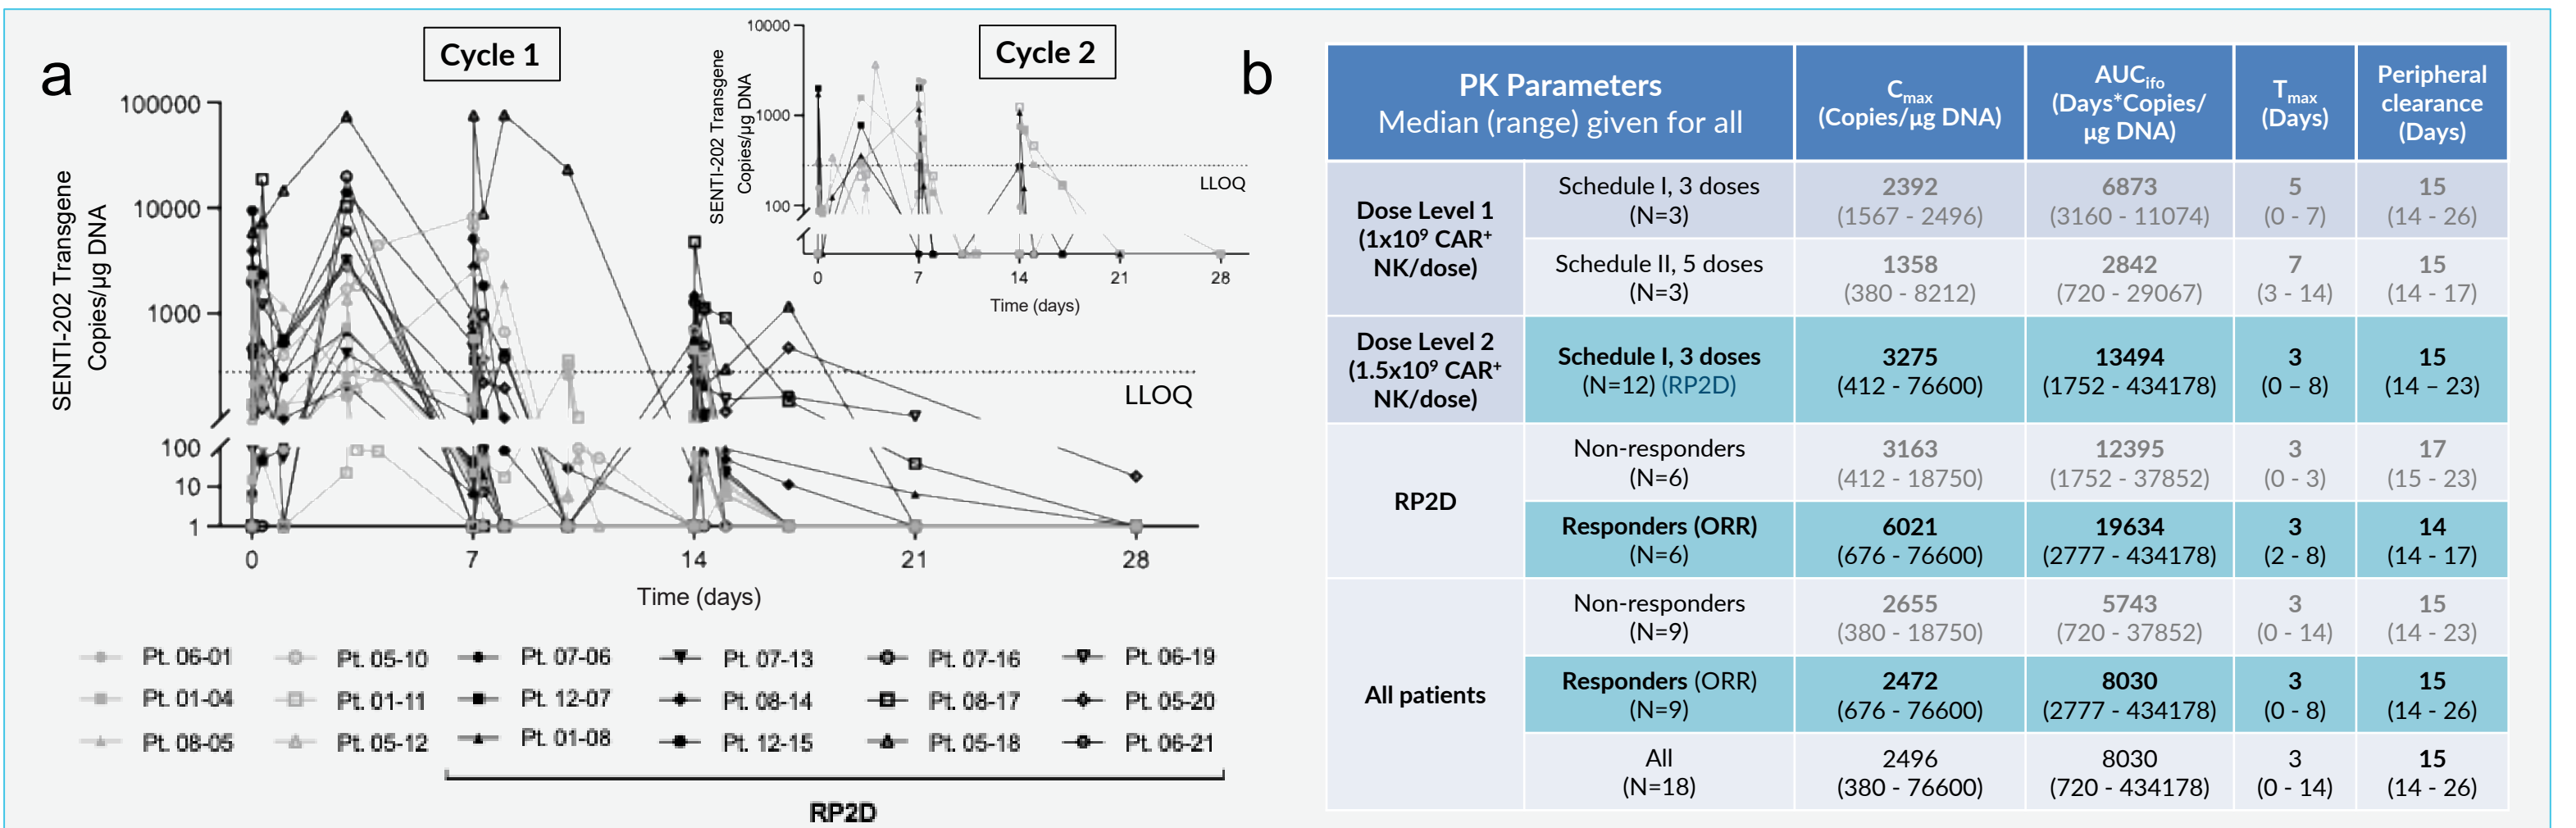 a
Cycle 1
SENTI-202 Transgene
Copies/µg DNA
100000
10000
1000
100
10
1
LLOQ
0
7
14
21
28
Time (days)
Cycle 2
SENTI-202 Transgene
Copies/µg DNA
10000
1000
100
LLOQ
0
7
14
21
28
Time (days)
Pt. 06-01
Pt. 05-10
Pt. 07-06
Pt. 07-13
Pt. 07-16
Pt. 06-19
Pt. 01-04
Pt. 01-11
Pt. 12-07
Pt. 08-14
Pt. 08-17
Pt. 05-20
Pt. 08-05
Pt. 05-12
Pt. 01-08
Pt. 12-15
Pt. 05-18
Pt. 06-21
RP2D
b
PK Parameters
Median (range) given for all
Cmax
(Copies/µg DNA)
AUCifo
(Days*Copies/
µg DNA)
Tmax
(Days)
Peripheral
clearance
(Days)
Dose Level 1
(1x10⁹ CAR⁺
NK/dose)
Schedule I, 3 doses
(N=3)
2392
(1567 - 2496)
6873
(3160 - 11074)
5
(0 - 7)
15
(14 - 26)
Schedule II, 5 doses
(N=3)
1358
(380 - 8212)
2842
(720 - 29067)
7
(3 - 14)
15
(14 - 17)
Dose Level 2
(1.5x10⁹ CAR⁺
NK/dose)
Schedule I, 3 doses
(N=12) (RP2D)
3275
(412 - 76600)
13494
(1752 - 434178)
3
(0 – 8)
15
(14 – 23)
RP2D
Non-responders
(N=6)
3163
(412 - 18750)
12395
(1752 - 37852)
3
(0 - 3)
17
(15 - 23)
Responders (ORR)
(N=6)
6021
(676 - 76600)
19634
(2777 - 434178)
3
(2 - 8)
14
(14 - 17)
All patients
Non-responders
(N=9)
2655
(380 - 18750)
5743
(720 - 37852)
3
(0 - 14)
15
(14 - 23)
Responders (ORR)
(N=9)
2472
(676 - 76600)
8030
(2777 - 434178)
3
(0 - 8)
15
(14 - 26)
All
(N=18)
2496
(380 - 76600)
8030
(720 - 434178)
3
(0 - 14)
15
(14 - 26)